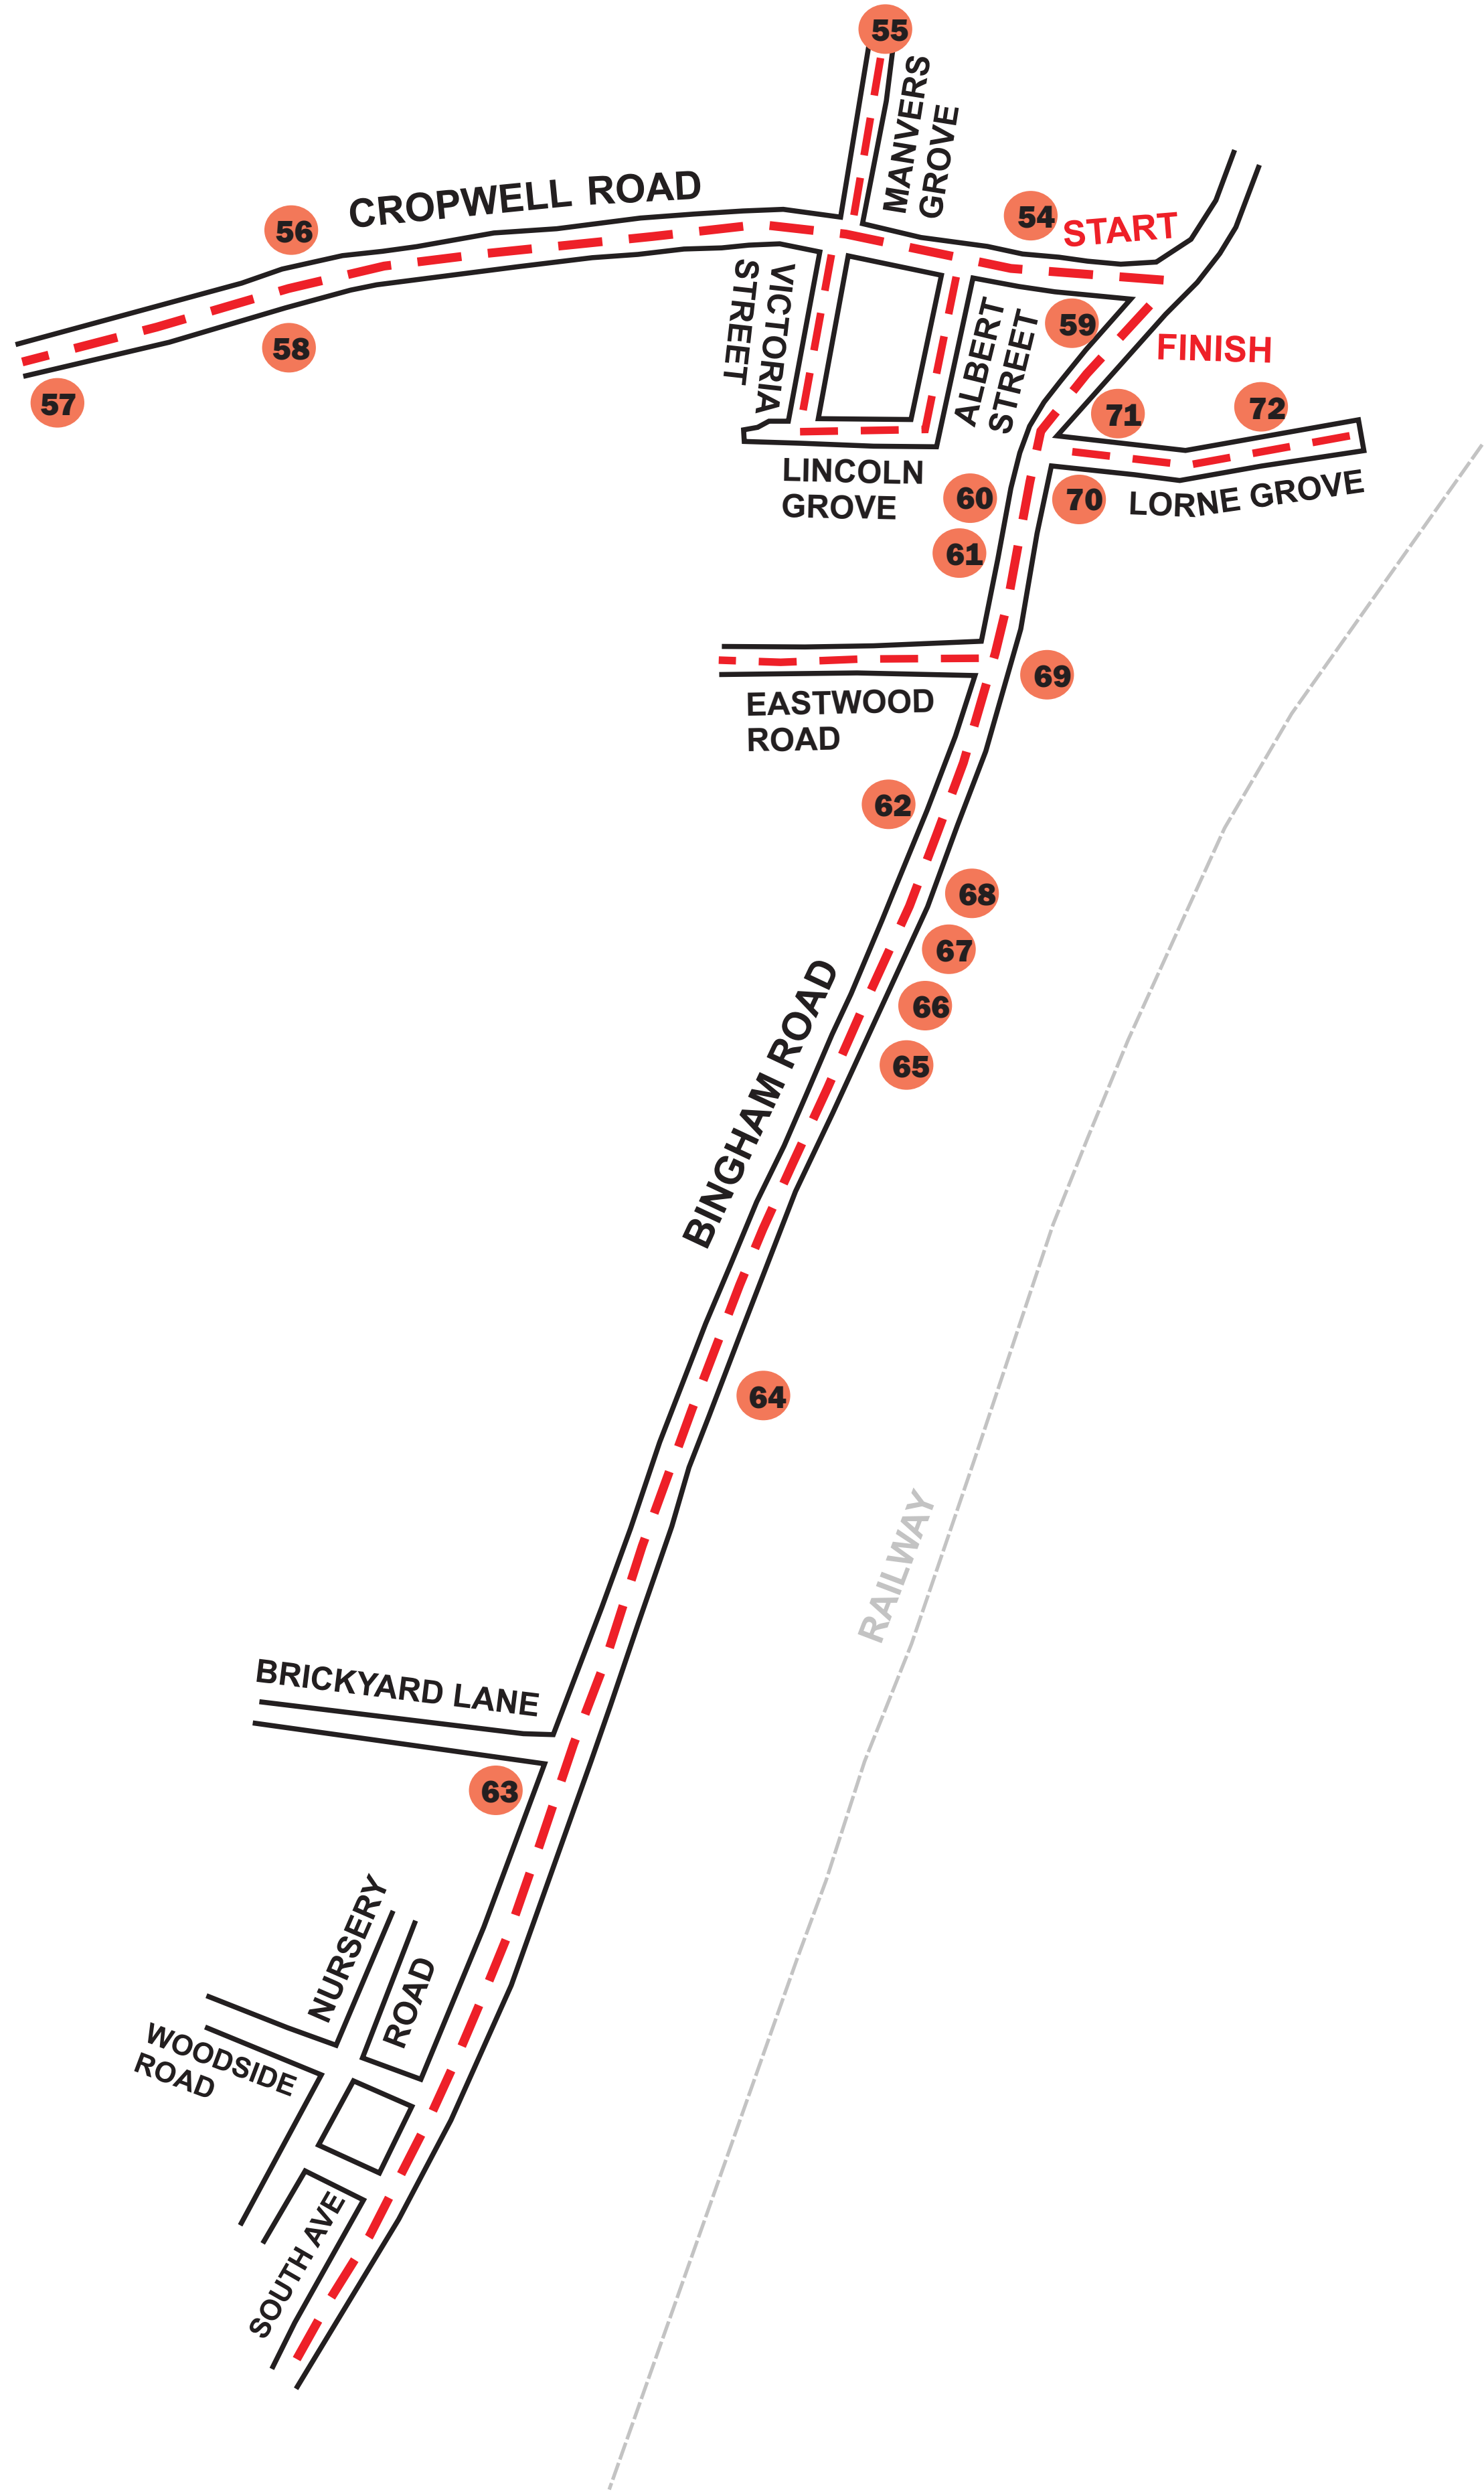 55
MANVERS
GROVE
CROPWELL ROAD
56
54
START
VICTORIA
STREET
58
57
59
ALBERT
STREET
FINISH
71
72
LINCOLN
GROVE
60
70
LORNE GROVE
61
69
EASTWOOD
ROAD
62
68
67
66
65
BINGHAM ROAD
64
RAILWAY
BRICKYARD LANE
63
NURSERY
ROAD
WOODSIDE
ROAD
SOUTH AVE